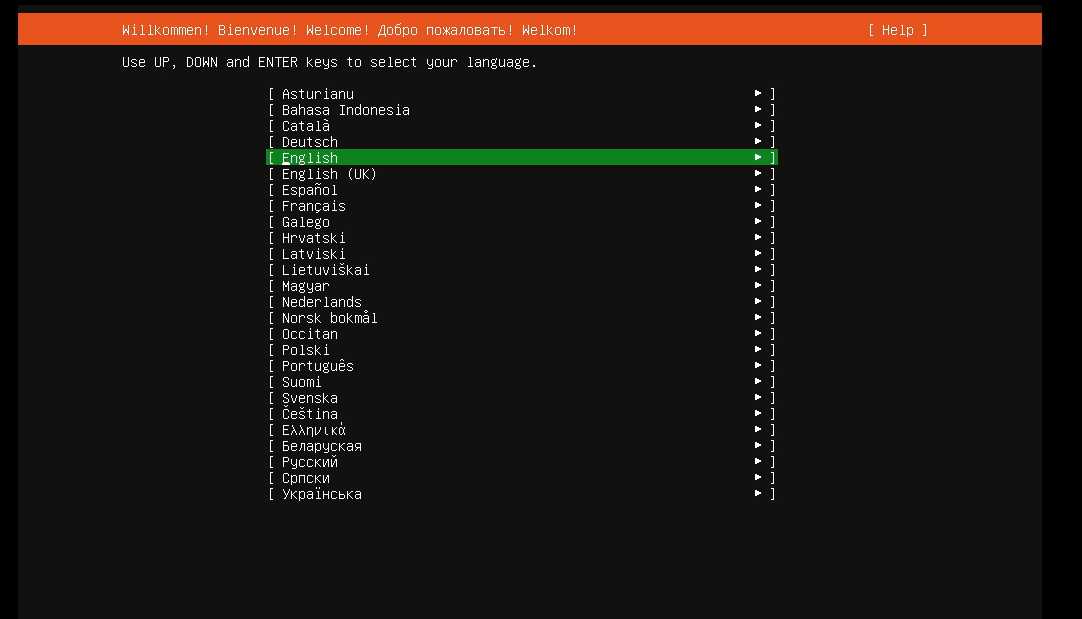 Willkommen! Bienvenue! Welcome! Добро пожаловать! Welkom! [ Help ]
Use UP, DOWN and ENTER keys to select your language.
[ Asturianu ▸ ]
[ Bahasa Indonesia ▸ ]
[ Català ▸ ]
[ Deutsch ▸ ]
[ English ▸ ]
[ English (UK) ▸ ]
[ Español ▸ ]
[ Français ▸ ]
[ Galego ▸ ]
[ Hrvatski ▸ ]
[ Latviski ▸ ]
[ Lietuviškai ▸ ]
[ Magyar ▸ ]
[ Nederlands ▸ ]
[ Norsk bokmål ▸ ]
[ Occitan ▸ ]
[ Polski ▸ ]
[ Português ▸ ]
[ Suomi ▸ ]
[ Svenska ▸ ]
[ Čeština ▸ ]
[ Ελληνικά ▸ ]
[ Беларуская ▸ ]
[ Русский ▸ ]
[ Српски ▸ ]
[ Українська ▸ ]